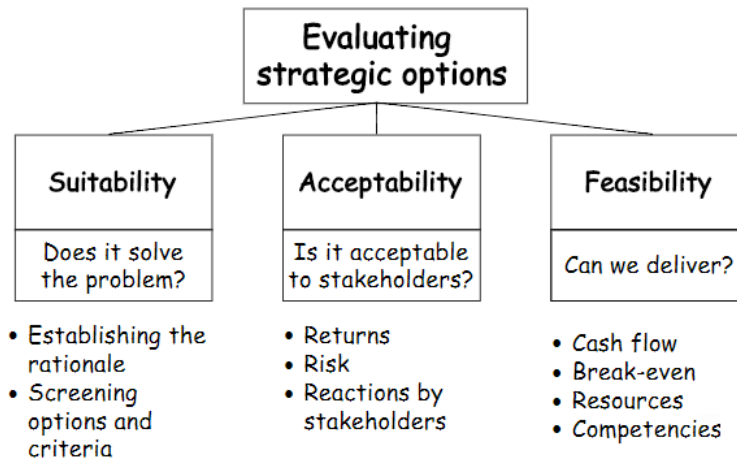 Evaluating
strategic options
Suitability
Does it solve
the problem?
• Establishing the
rationale
• Screening
options and
criteria
Acceptability
Is it acceptable
to stakeholders?
• Returns
• Risk
• Reactions by
stakeholders
Feasibility
Can we deliver?
• Cash flow
• Break-even
• Resources
• Competencies